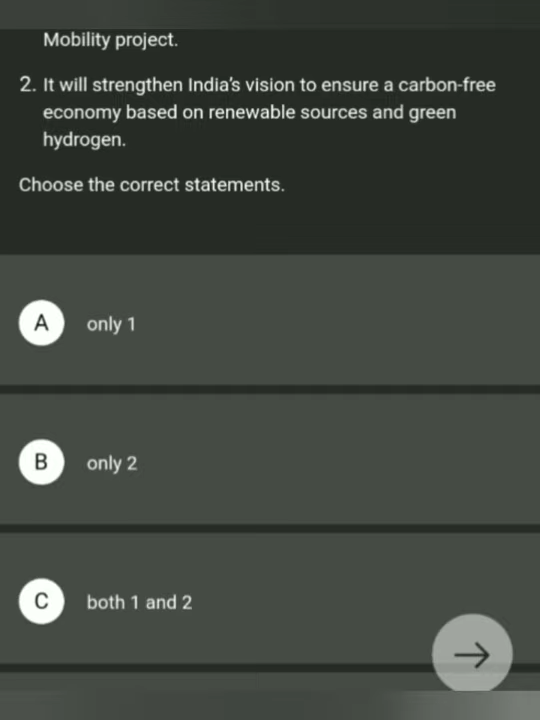 Mobility project.
2. It will strengthen India's vision to ensure a carbon-free
economy based on renewable sources and green
hydrogen.
Choose the correct statements.
A only 1
B only 2
C both 1 and 2